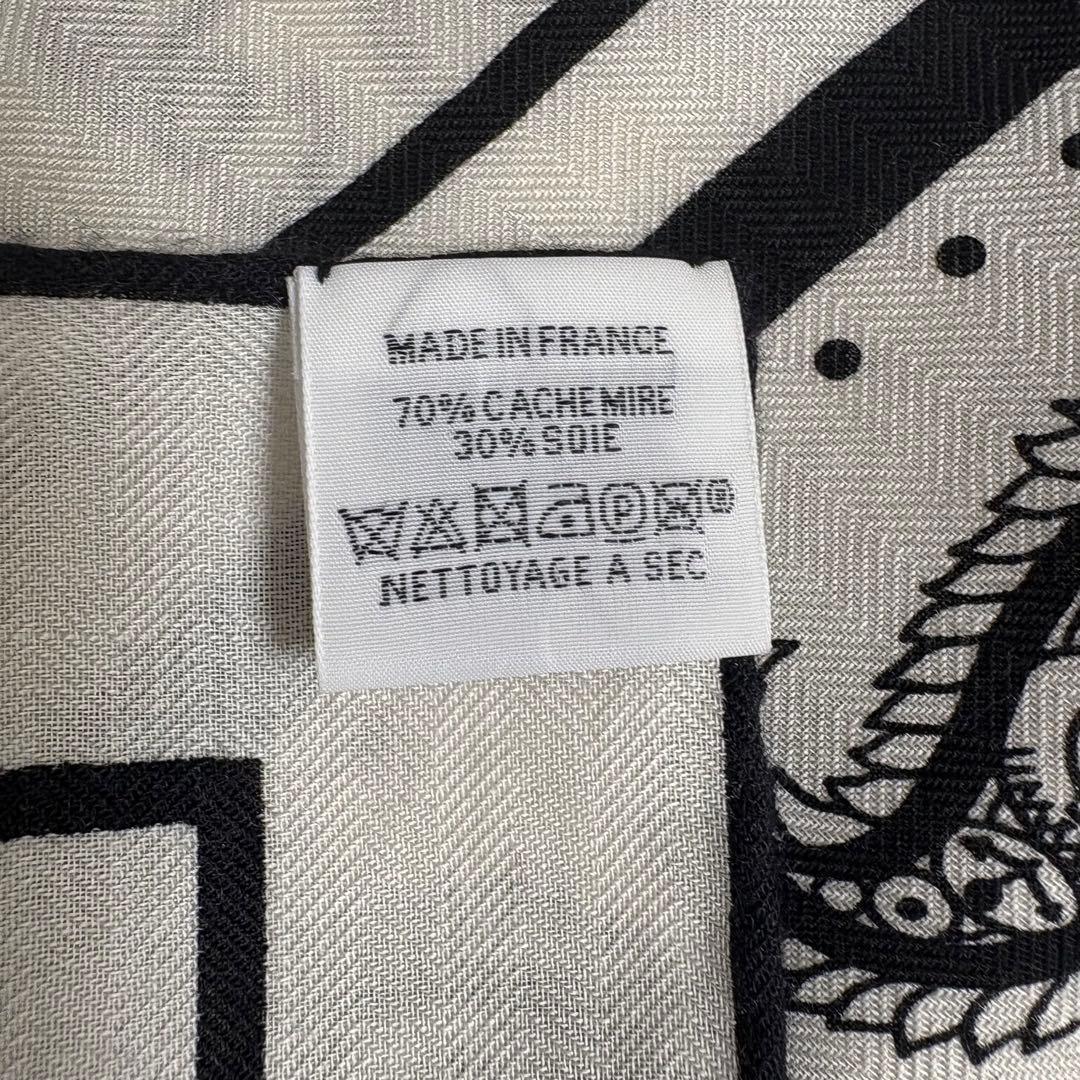 MADE IN FRANCE
70% CACHEMIRE
30% SOIE
P ®
NETTOYAGE A SEC